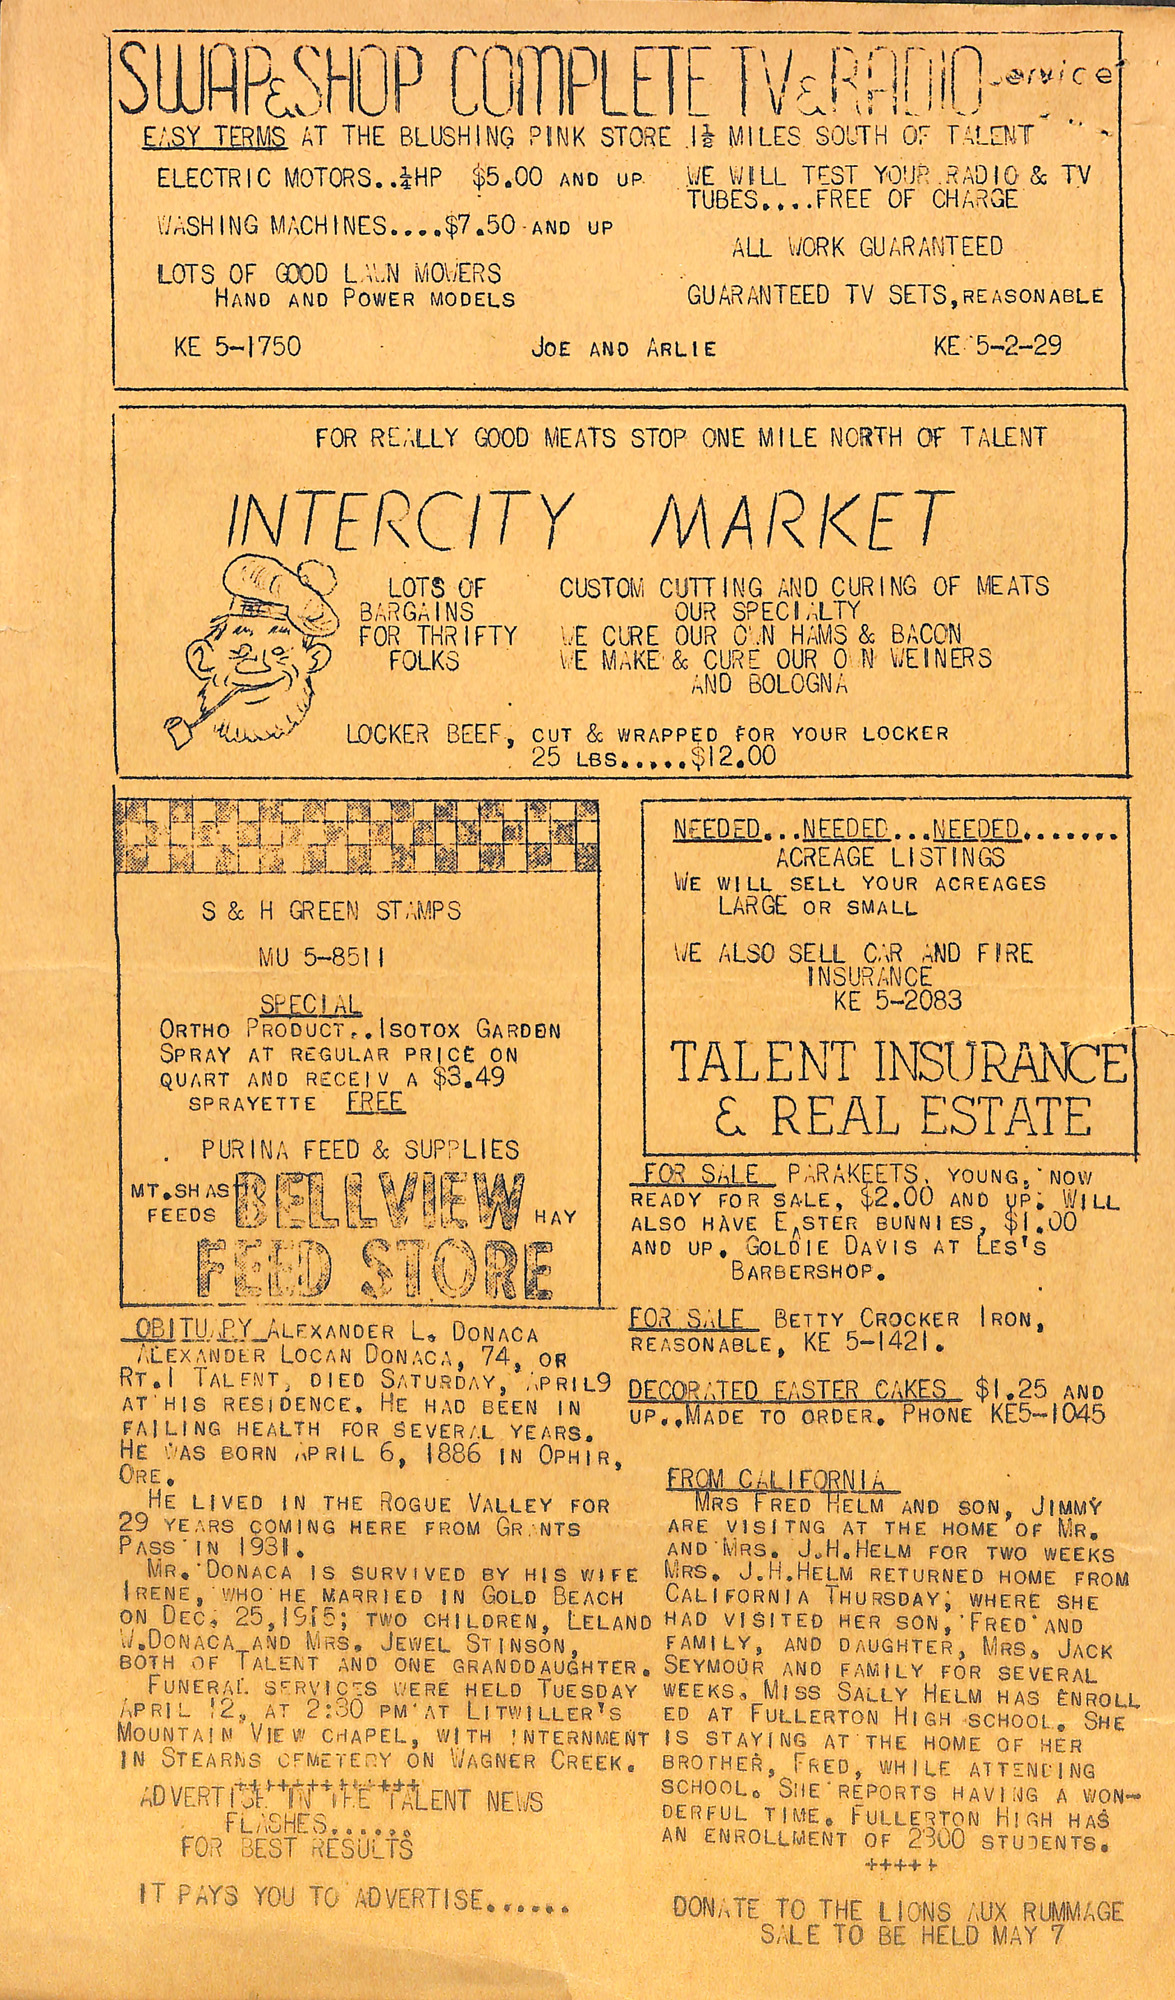 SWAP & SHOP COMPLETE TV & RADIO service
EASY TERMS AT THE BLUSHING PINK STORE 1½ MILES SOUTH OF TALENT
ELECTRIC MOTORS..¼HP $5.00 AND UP
WASHING MACHINES....$7.50 AND UP
LOTS OF GOOD LAWN MOWERS
HAND AND POWER MODELS
WE WILL TEST YOUR RADIO & TV
TUBES....FREE OF CHARGE
ALL WORK GUARANTEED
GUARANTEED TV SETS, REASONABLE
KE 5-1750 JOE AND ARLIE KE 5-2-29
FOR REALLY GOOD MEATS STOP ONE MILE NORTH OF TALENT
INTERCITY MARKET
LOTS OF
BARGAINS
FOR THRIFTY
FOLKS
CUSTOM CUTTING AND CURING OF MEATS
OUR SPECIALTY
WE CURE OUR OWN HAMS & BACON
WE MAKE & CURE OUR OWN WEINERS
AND BOLOGNA
LOCKER BEEF, CUT & WRAPPED FOR YOUR LOCKER
25 LBS.....$12.00
S & H GREEN STAMPS
MU 5-8511
SPECIAL
ORTHO PRODUCT..ISOTOX GARDEN
SPRAY AT REGULAR PRICE ON
QUART AND RECEIV A $3.49
SPRAYETTE FREE
PURINA FEED & SUPPLIES
MT.SHAS
FEEDS
BELLVIEW
HAY
FEED STORE
NEEDED...NEEDED...NEEDED.......
ACREAGE LISTINGS
WE WILL SELL YOUR ACREAGES
LARGE OR SMALL
WE ALSO SELL CAR AND FIRE
INSURANCE
KE 5-2083
TALENT INSURANCE
& REAL ESTATE
OBITUARY ALEXANDER L. DONACA
ALEXANDER LOCAN DONACA, 74, OR
RT.1 TALENT, DIED SATURDAY, APRIL9
AT HIS RESIDENCE. HE HAD BEEN IN
FAILING HEALTH FOR SEVERAL YEARS.
HE WAS BORN APRIL 6, 1886 IN OPHIR,
ORE.
HE LIVED IN THE ROGUE VALLEY FOR
29 YEARS COMING HERE FROM GRANTS
PASS IN 1931.
MR. DONACA IS SURVIVED BY HIS WIFE
IRENE, WHO HE MARRIED IN GOLD BEACH
ON DEC. 25, TWO CHILDREN, LELAND
W.DONACA AND MRS. JEWEL STINSON,
BOTH OF TALENT AND ONE GRANDDAUGHTER.
FUNERAL SERVICES WERE HELD TUESDAY
APRIL 12, AT 2:30 PM AT LITWILLER'S
MOUNTAIN VIEW CHAPEL, WITH INTERNMENT
IN STEARNS CEMETERY ON WAGNER CREEK.
+++++++++++++
ADVERTISE IN THE TALENT NEWS
FLASHES......
FOR BEST RESULTS
IT PAYS YOU TO ADVERTISE......
FOR SALE PARAKEETS, YOUNG, NOW
READY FOR SALE, $2.00 AND UP. WILL
ALSO HAVE EASTER BUNNIES, $1.00
AND UP. GOLDIE DAVIS AT LES'S
BARBERSHOP.
FOR SALE BETTY CROCKER IRON,
REASONABLE, KE 5-1421.
DECORATED EASTER CAKES $1.25 AND
UP..MADE TO ORDER. PHONE KE5-1045
FROM CALIFORNIA
MRS FRED HELM AND SON, JIMMY
ARE VISITNG AT THE HOME OF MR.
AND MRS. J.H.HELM FOR TWO WEEKS
MRS. J.H.HELM RETURNED HOME FROM
CALIFORNIA THURSDAY, WHERE SHE
HAD VISITED HER SON, FRED AND
FAMILY, AND DAUGHTER, MRS. JACK
SEYMOUR AND FAMILY FOR SEVERAL
WEEKS. MISS SALLY HELM HAS ENROLL
ED AT FULLERTON HIGH SCHOOL. SHE
IS STAYING AT THE HOME OF HER
BROTHER, FRED, WHILE ATTENDING
SCHOOL. SHE REPORTS HAVING A WON-
DERFUL TIME. FULLERTON HIGH HAS
AN ENROLLMENT OF 2300 STUDENTS.
+++++
DONATE TO THE LIONS AUX RUMMAGE
SALE TO BE HELD MAY 7